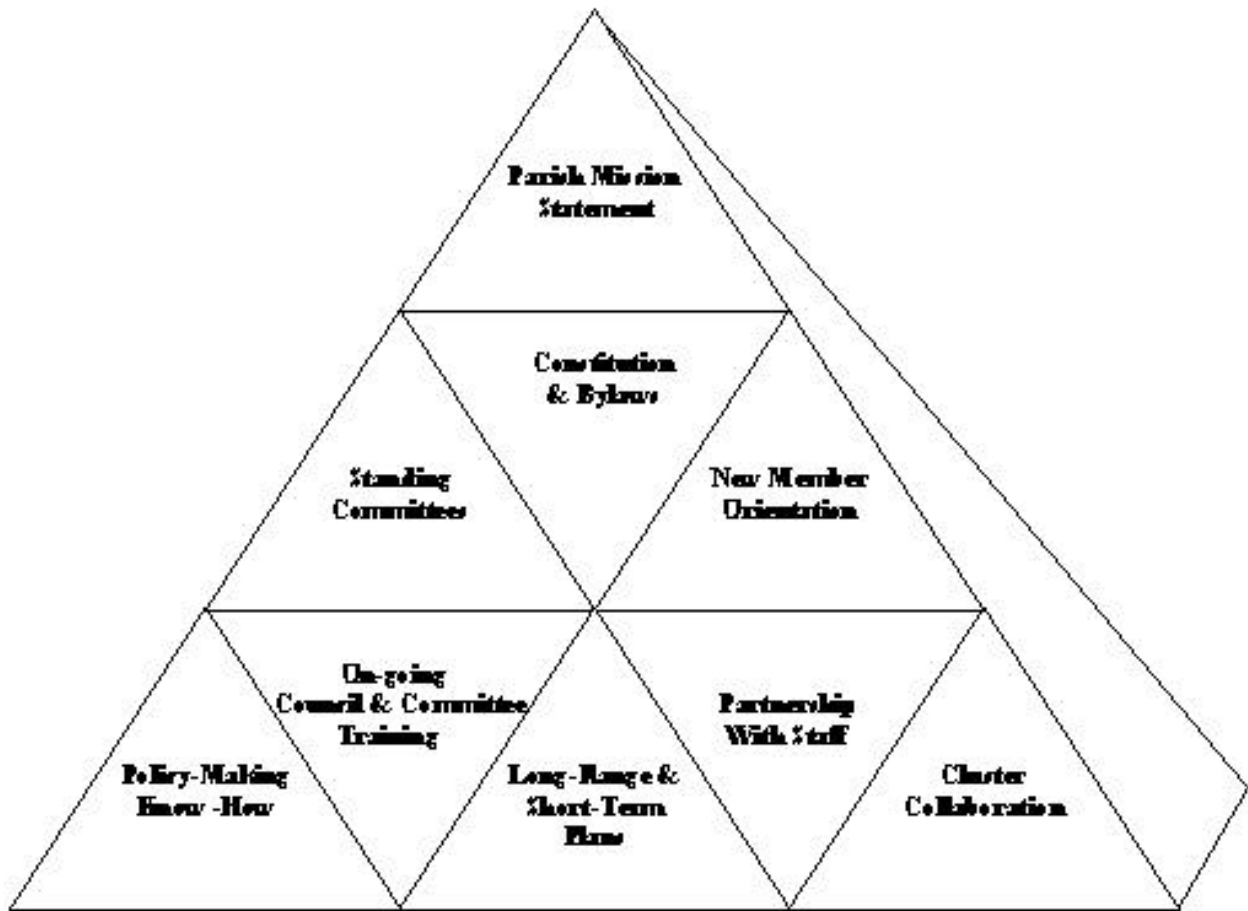 Parish Mission
Statement
Constitution
& Bylaws
Standing
Committees
New Member
Orientation
On-going
Council & Committee
Training
Partnership
With Staff
Policy-Making
Know -How
Long-Range &
Short-Term
Plans
Cluster
Collaboration